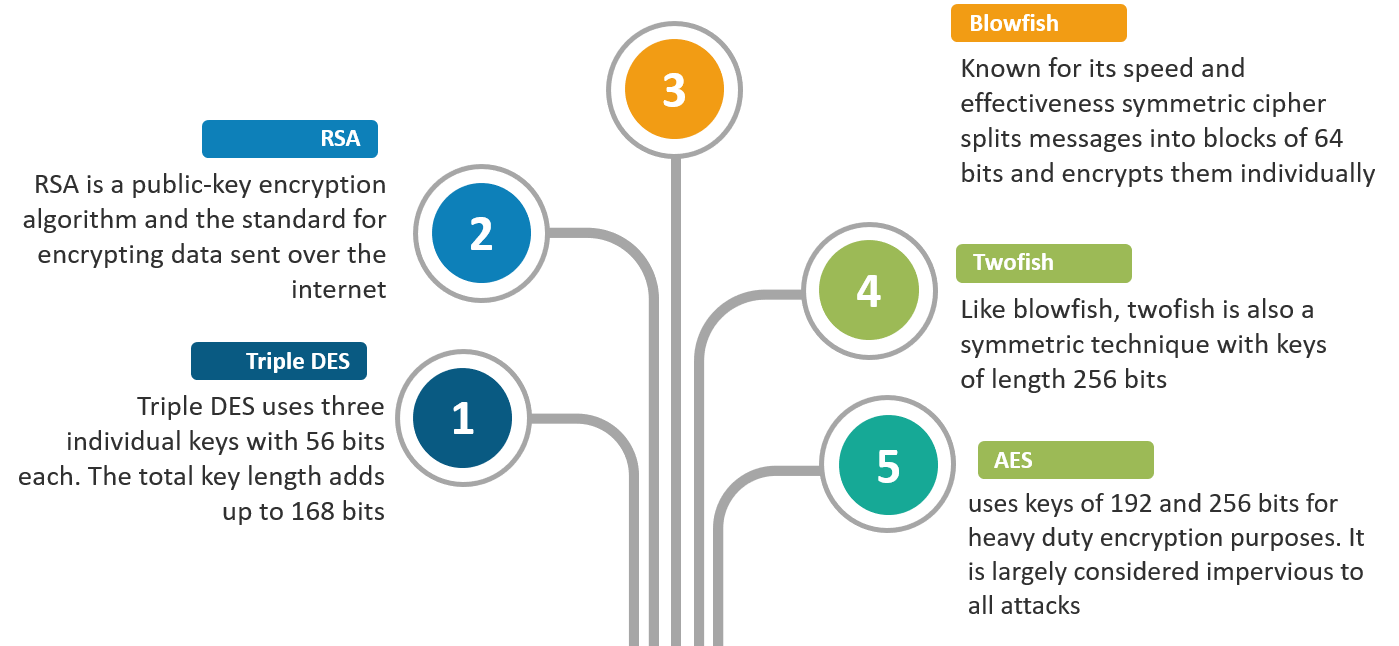 Triple DES
Triple DES uses three
individual keys with 56 bits
each. The total key length adds
up to 168 bits
1
RSA
RSA is a public-key encryption
algorithm and the standard for
encrypting data sent over the
internet
2
3
Blowfish
Known for its speed and
effectiveness symmetric cipher
splits messages into blocks of 64
bits and encrypts them individually
4
Twofish
Like blowfish, twofish is also a
symmetric technique with keys
of length 256 bits
5
AES
uses keys of 192 and 256 bits for
heavy duty encryption purposes. It
is largely considered impervious to
all attacks